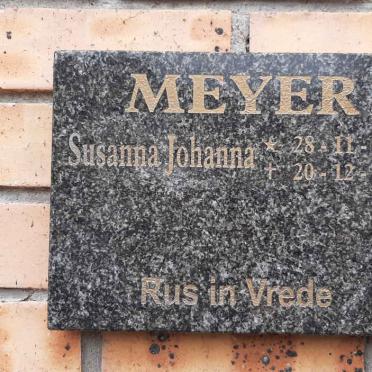 MEYER
Susanna Johanna * 28 - 11
+ 20 - 12
Rus in Vrede